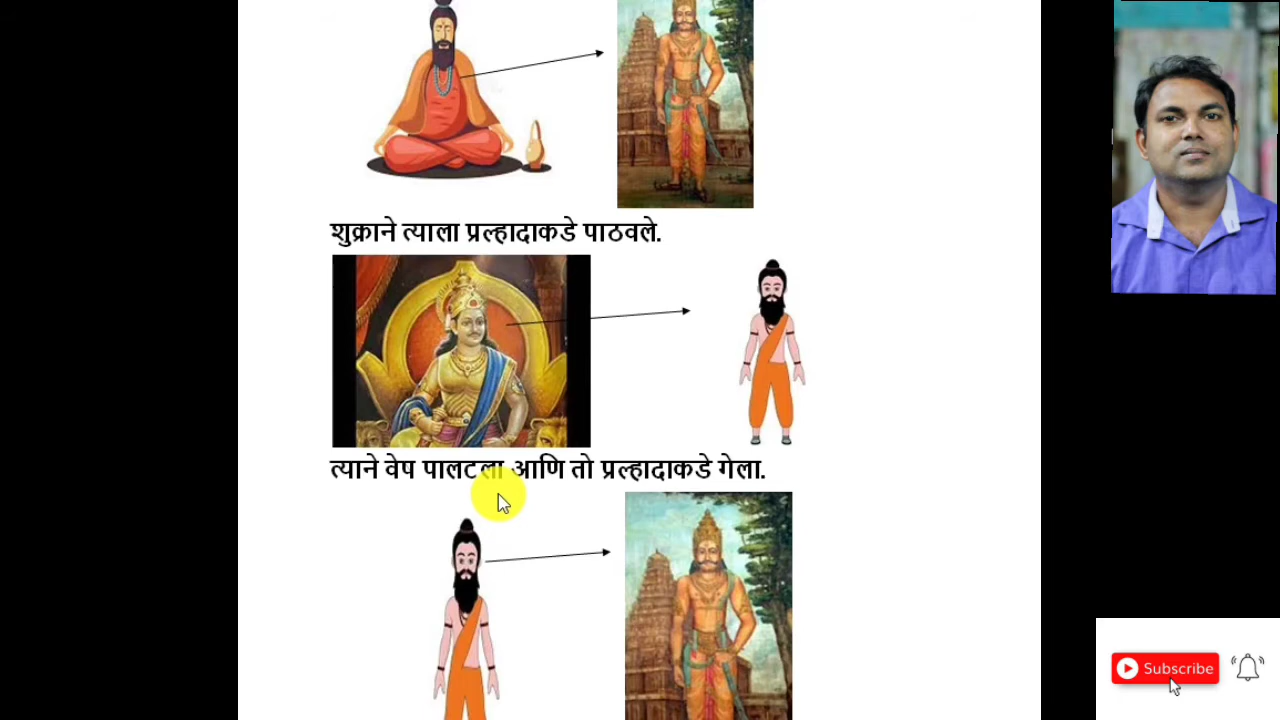 शुक्राने त्याला प्रल्हादाकडे पाठवले.
त्याने वेप पालटला आणि तो प्रल्हादाकडे गेला.
Subscribe